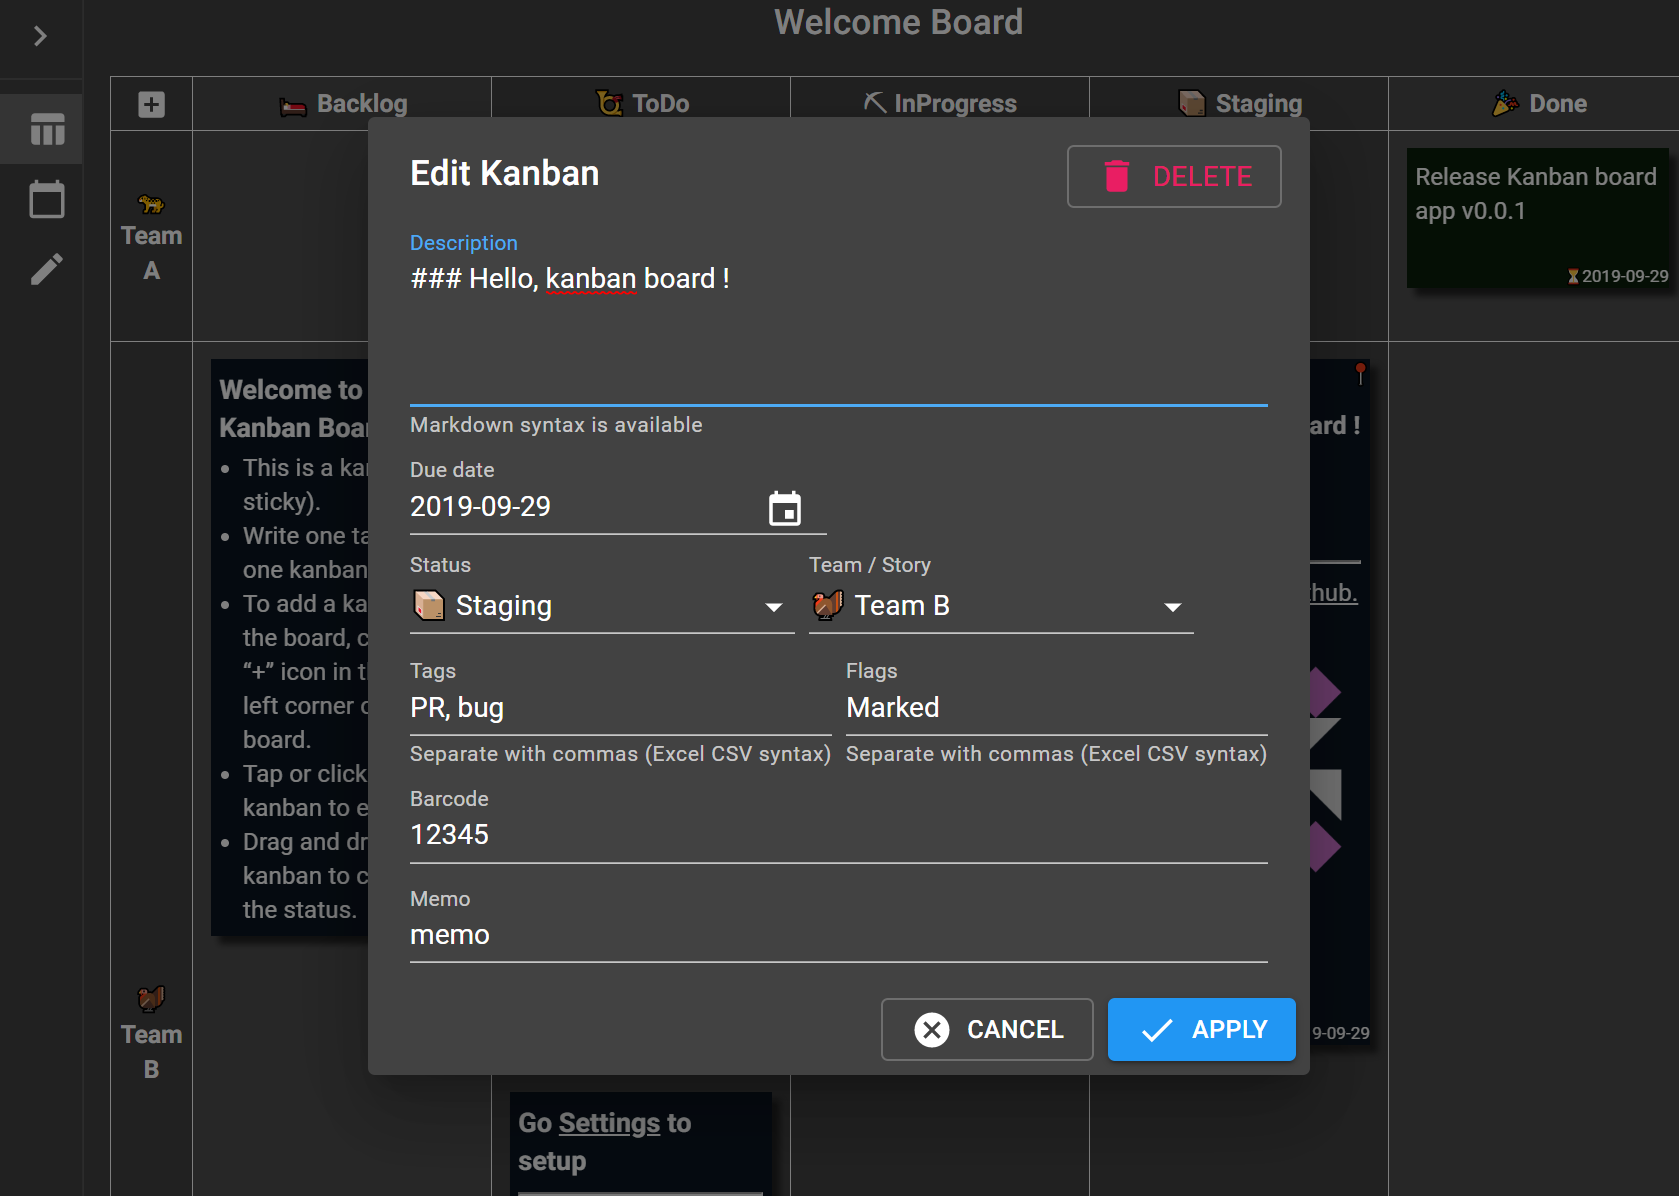 Welcome Board
Backlog
ToDo
InProgress
Staging
Done
Team
A
Release Kanban board
app v0.0.1
2019-09-29
Edit Kanban
DELETE
Description
### Hello, kanban board !
Markdown syntax is available
Due date
2019-09-29
Status
Team / Story
Staging
Team B
Tags
Flags
PR, bug
Marked
Separate with commas (Excel CSV syntax)
Separate with commas (Excel CSV syntax)
Barcode
12345
Memo
memo
CANCEL
APPLY
Welcome to
Kanban Boa
This is a ka
sticky).
Write one ta
one kanban
To add a ka
the board, c
“+” icon in t
left corner
board.
Tap or click
kanban to e
Drag and dr
kanban to c
the status.
ard !
thub.
9-09-29
Team
B
Go Settings to
setup